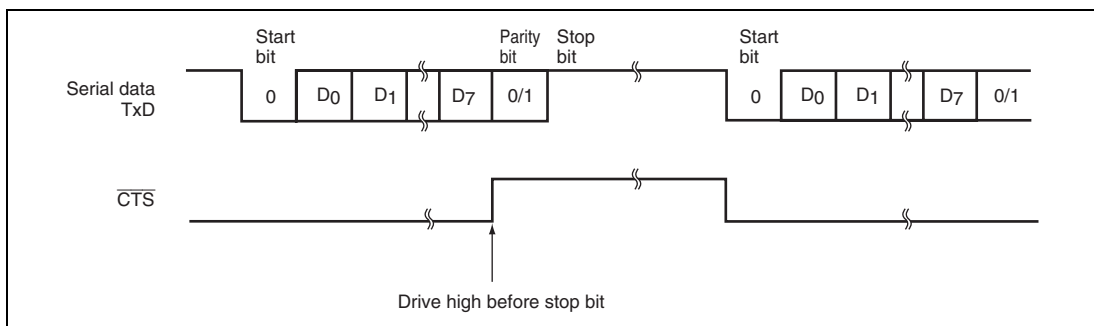 Start bit
Parity bit
Stop bit
Start bit
Serial data TxD
0
D0
D1
D7
0/1
0
D0
D1
D7
0/1
CTS
Drive high before stop bit